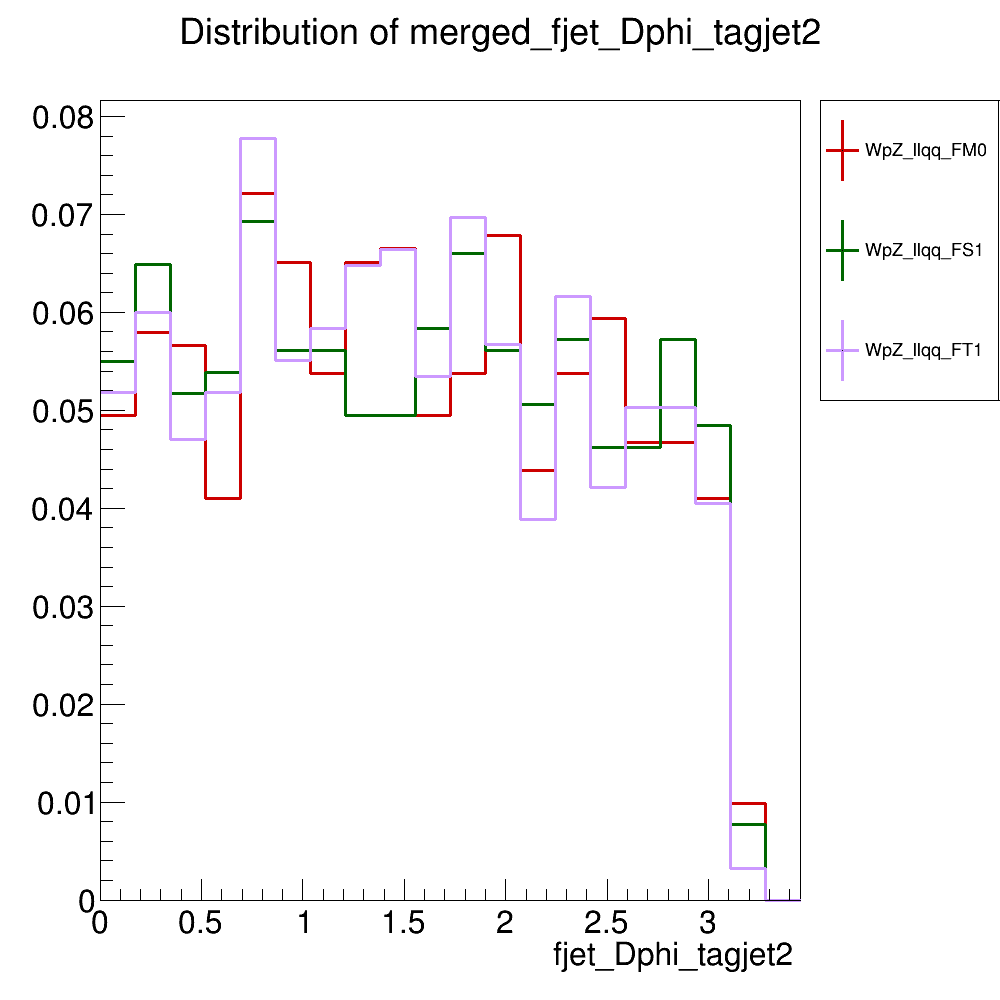 Distribution of merged_fjet_Dphi_tagjet2
0.08
0.07
0.06
0.05
0.04
0.03
0.02
0.01
0
0 0.5 1 1.5 2 2.5 3
fjet_Dphi_tagjet2
WpZ_llqq_FM0
WpZ_llqq_FS1
WpZ_llqq_FT1